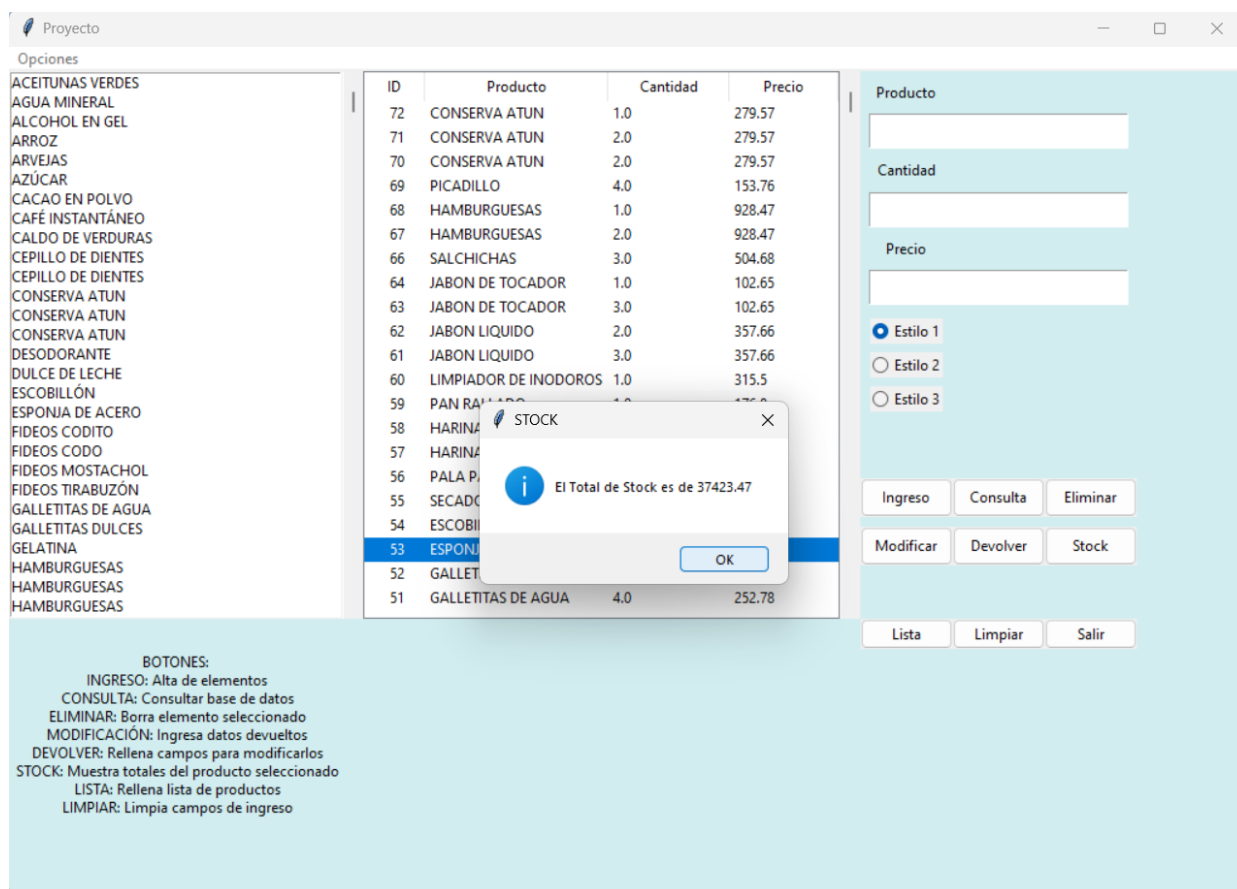 Proyecto
Opciones
ACEITUNAS VERDES
AGUA MINERAL
ALCOHOL EN GEL
ARROZ
ARVEJAS
AZÚCAR
CACAO EN POLVO
CAFÉ INSTANTÁNEO
CALDO DE VERDURAS
CEPILLO DE DIENTES
CEPILLO DE DIENTES
CONSERVA ATUN
CONSERVA ATUN
CONSERVA ATUN
DESODORANTE
DULCE DE LECHE
ESCOBILLÓN
ESPONJA DE ACERO
FIDEOS CODITO
FIDEOS CODO
FIDEOS MOSTACHOL
FIDEOS TIRABUZÓN
GALLETITAS DE AGUA
GALLETITAS DULCES
GELATINA
HAMBURGUESAS
HAMBURGUESAS
HAMBURGUESAS
ID Producto Cantidad Precio
72 CONSERVA ATUN 1.0 279.57
71 CONSERVA ATUN 2.0 279.57
70 CONSERVA ATUN 2.0 279.57
69 PICADILLO 4.0 153.76
68 HAMBURGUESAS 1.0 928.47
67 HAMBURGUESAS 2.0 928.47
66 SALCHICHAS 3.0 504.68
64 JABON DE TOCADOR 1.0 102.65
63 JABON DE TOCADOR 3.0 102.65
62 JABON LIQUIDO 2.0 357.66
61 JABON LIQUIDO 3.0 357.66
60 LIMPIADOR DE INODOROS 1.0 315.5
59 PAN RALLADO
58 HARINA
57 HARINA
56 PALA
55
54
53
52
51 GALLETITAS DE AGUA 4.0 252.78
STOCK
El Total de Stock es de 37423.47
OK
Producto
Cantidad
Precio
Estilo 1
Estilo 2
Estilo 3
Ingreso Consulta Eliminar
Modificar Devolver Stock
Lista Limpiar Salir
BOTONES:
INGRESO: Alta de elementos
CONSULTA: Consultar base de datos
ELIMINAR: Borra elemento seleccionado
MODIFICACIÓN: Ingresa datos devueltos
DEVOLVER: Rellena campos para modificarlos
STOCK: Muestra totales del producto seleccionado
LISTA: Rellena lista de productos
LIMPIAR: Limpia campos de ingreso